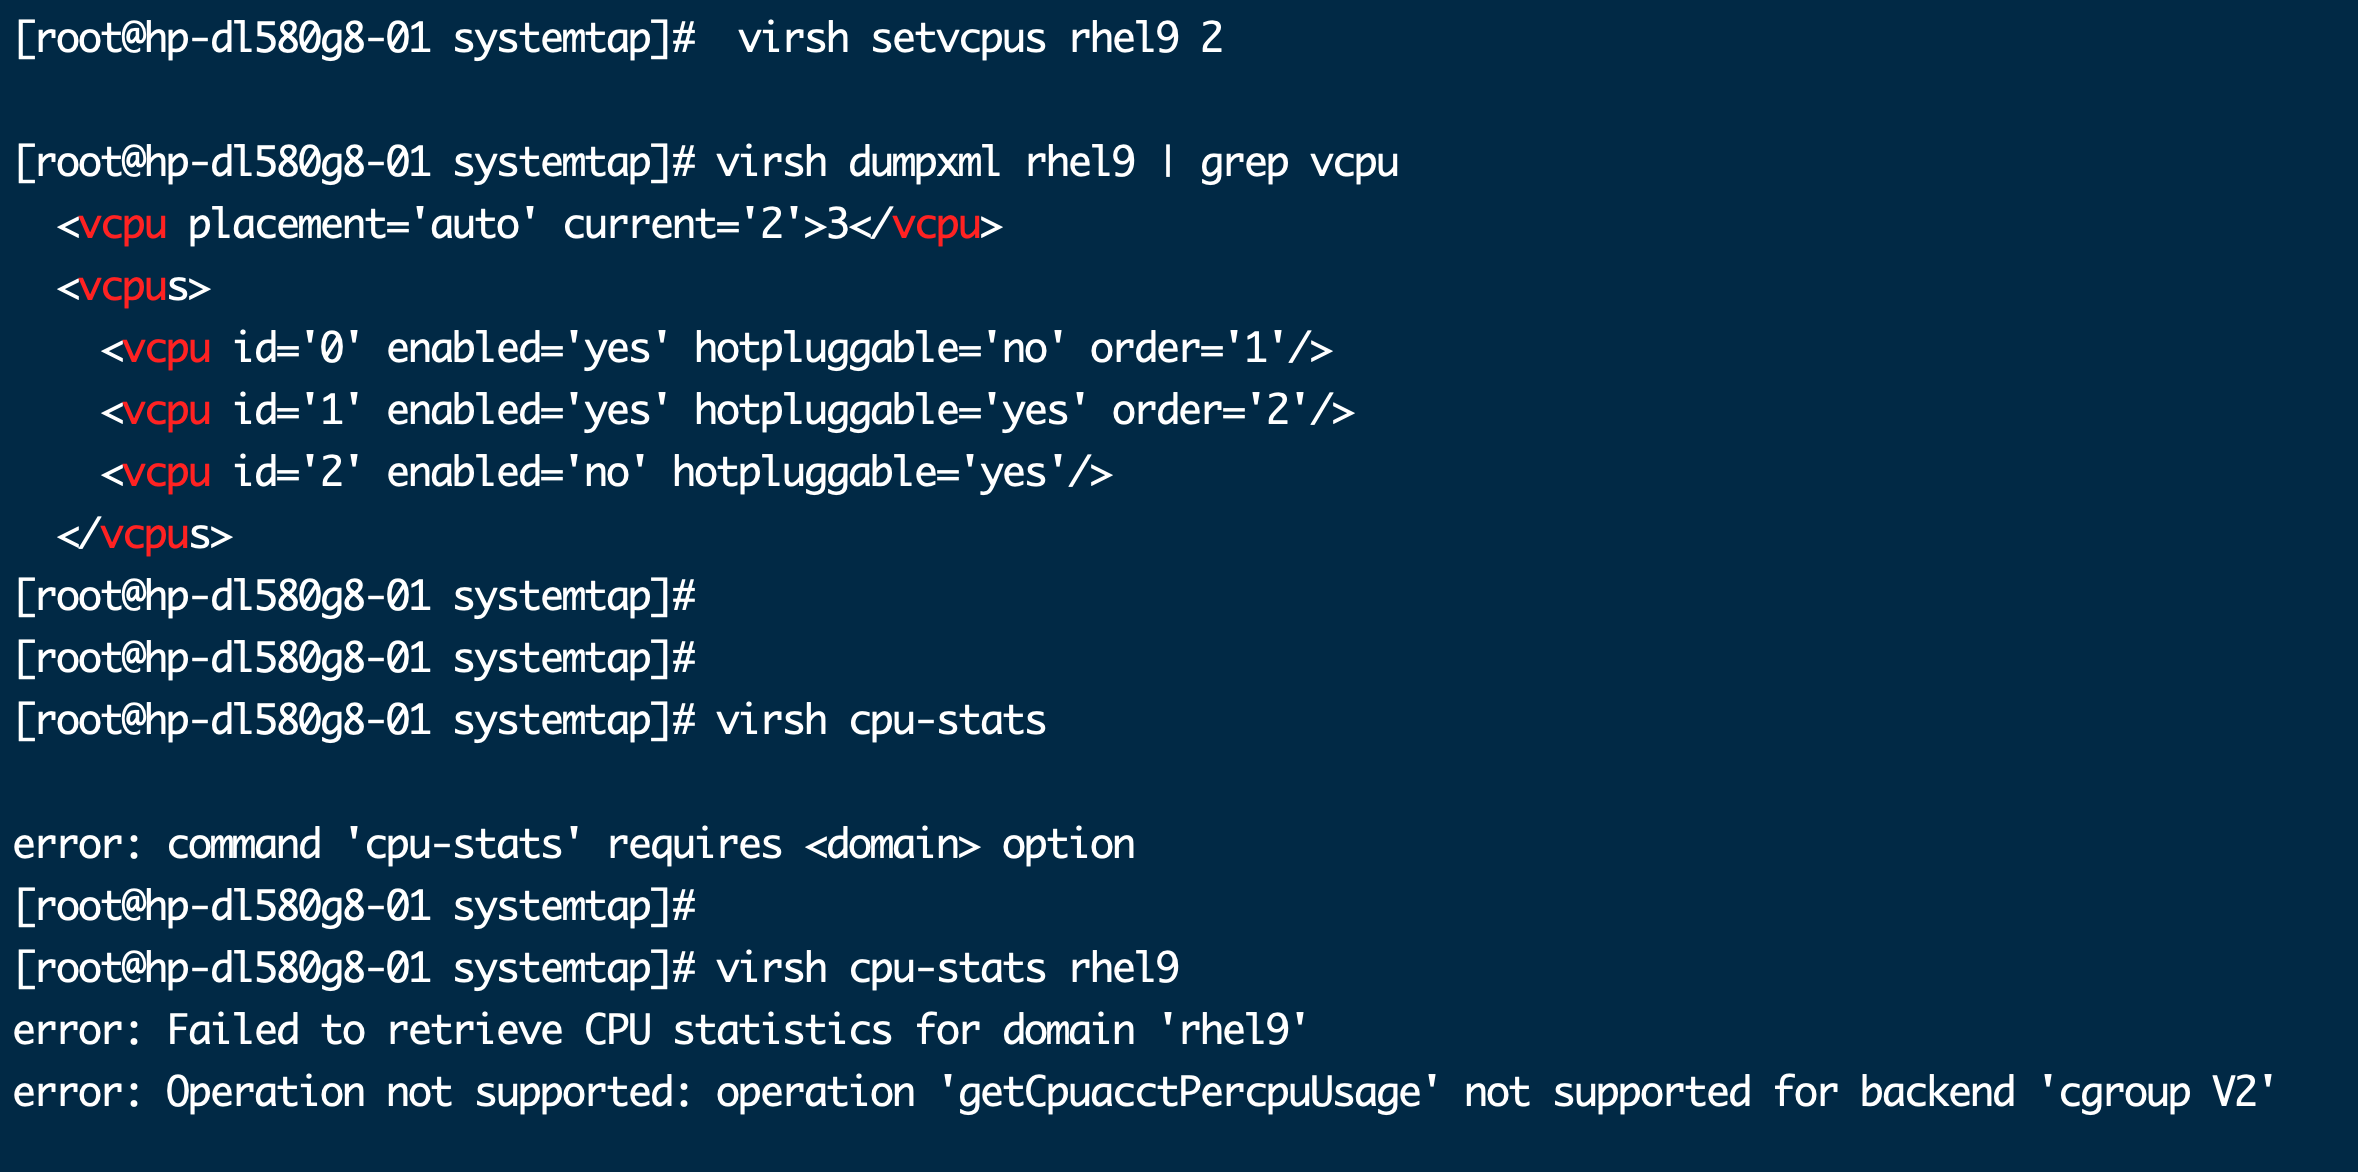 [root@hp-dl580g8-01 systemtap]#  virsh setvcpus rhel9 2
[root@hp-dl580g8-01 systemtap]# virsh dumpxml rhel9 | grep vcpu
  <vcpu placement='auto' current='2'>3</vcpu>
  <vcpus>
    <vcpu id='0' enabled='yes' hotpluggable='no' order='1'/>
    <vcpu id='1' enabled='yes' hotpluggable='yes' order='2'/>
    <vcpu id='2' enabled='no' hotpluggable='yes'/>
  </vcpus>
[root@hp-dl580g8-01 systemtap]#
[root@hp-dl580g8-01 systemtap]#
[root@hp-dl580g8-01 systemtap]# virsh cpu-stats
error: command 'cpu-stats' requires <domain> option
[root@hp-dl580g8-01 systemtap]#
[root@hp-dl580g8-01 systemtap]# virsh cpu-stats rhel9
error: Failed to retrieve CPU statistics for domain 'rhel9'
error: Operation not supported: operation 'getCpuacctPercpuUsage' not supported for backend 'cgroup V2'